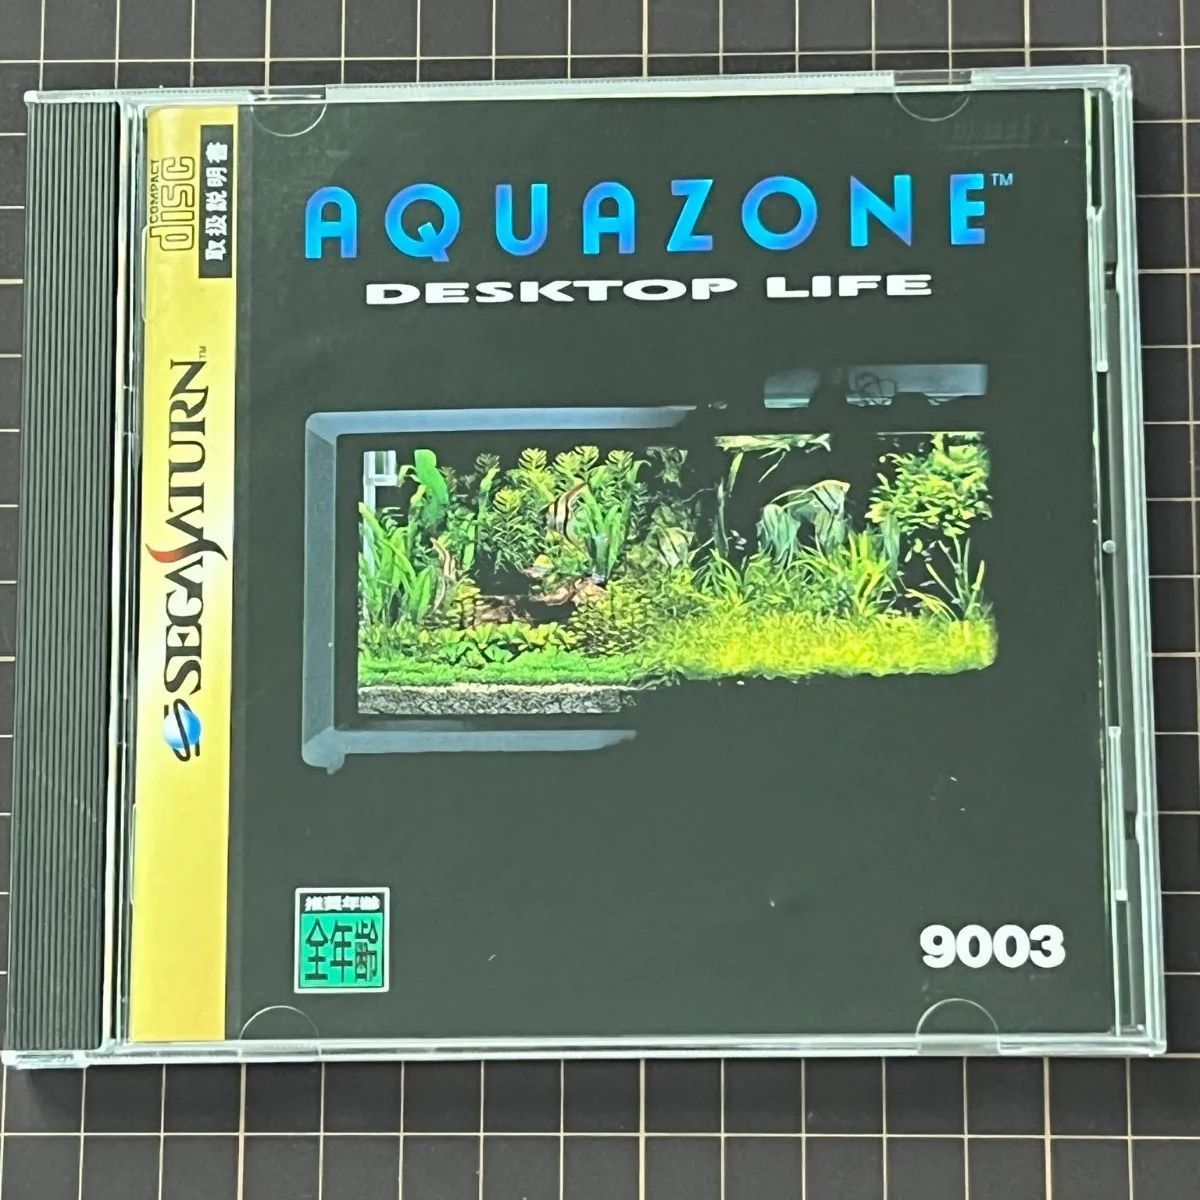 COMPACT
disc
取扱説明書
SEGA SATURN™
AQUAZONE™
DESKTOP LIFE
推奨年齢
全年齢
9003